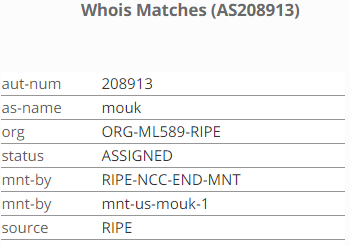 Whois Matches (AS208913)
aut-num 208913
as-name mouk
org ORG-ML589-RIPE
status ASSIGNED
mnt-by RIPE-NCC-END-MNT
mnt-by mnt-us-mouk-1
source RIPE